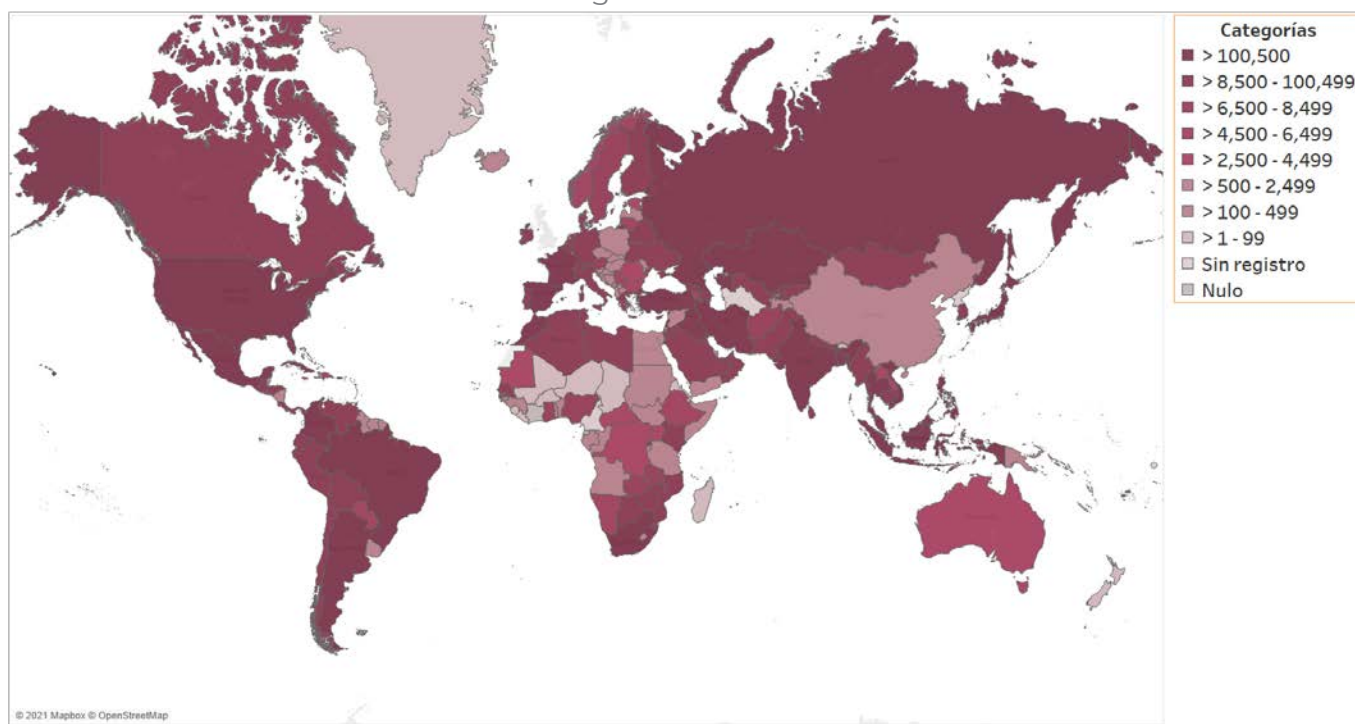 Categorías
> 100,500
> 8,500 - 100,499
> 6,500 - 8,499
> 4,500 - 6,499
> 2,500 - 4,499
> 500 - 2,499
> 100 - 499
> 1 - 99
Sin registro
Nulo
© 2021 Mapbox © OpenStreetMap